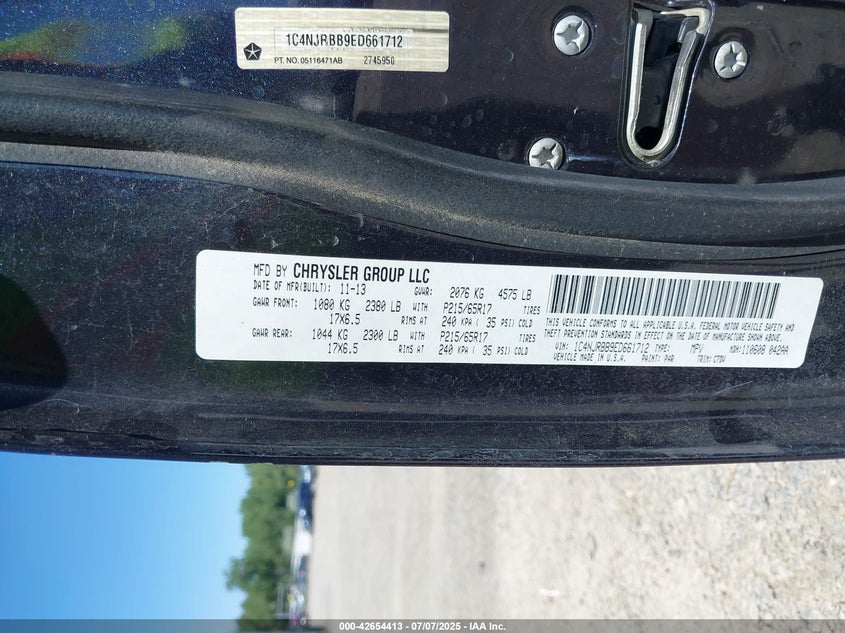 1C4NJRBB9ED661712
PT. NO. 05116471AB 2745950
MFD BY CHRYSLER GROUP LLC
DATE OF MFR(BUILT): 11-13 GVWR: 2076 KG 4575 LB
GAWR FRONT: 1080 KG 2380 LB WITH P215/65R17 TIRES
17X6.5 RIMS AT 240 KPA ( 35 PSI) COLD
GAWR REAR: 1044 KG 2300 LB WITH P215/65R17 TIRES
17X6.5 RIMS AT 240 KPA ( 35 PSI) COLD
THIS VEHICLE CONFORMS TO ALL APPLICABLE U.S.A. FEDERAL MOTOR VEHICLE SAFETY AND
THEFT PREVENTION STANDARDS IN EFFECT ON THE DATE OF MANUFACTURE SHOWN ABOVE
VIN: 1C4NJRBB9ED661712 TYPE: MPV MDH: 110608 042AA
VEHICLE MADE IN U.S.A. PAINT: PAR TRIM: C7DV
000-42654413 - 07/07/2025 - IAA Inc.